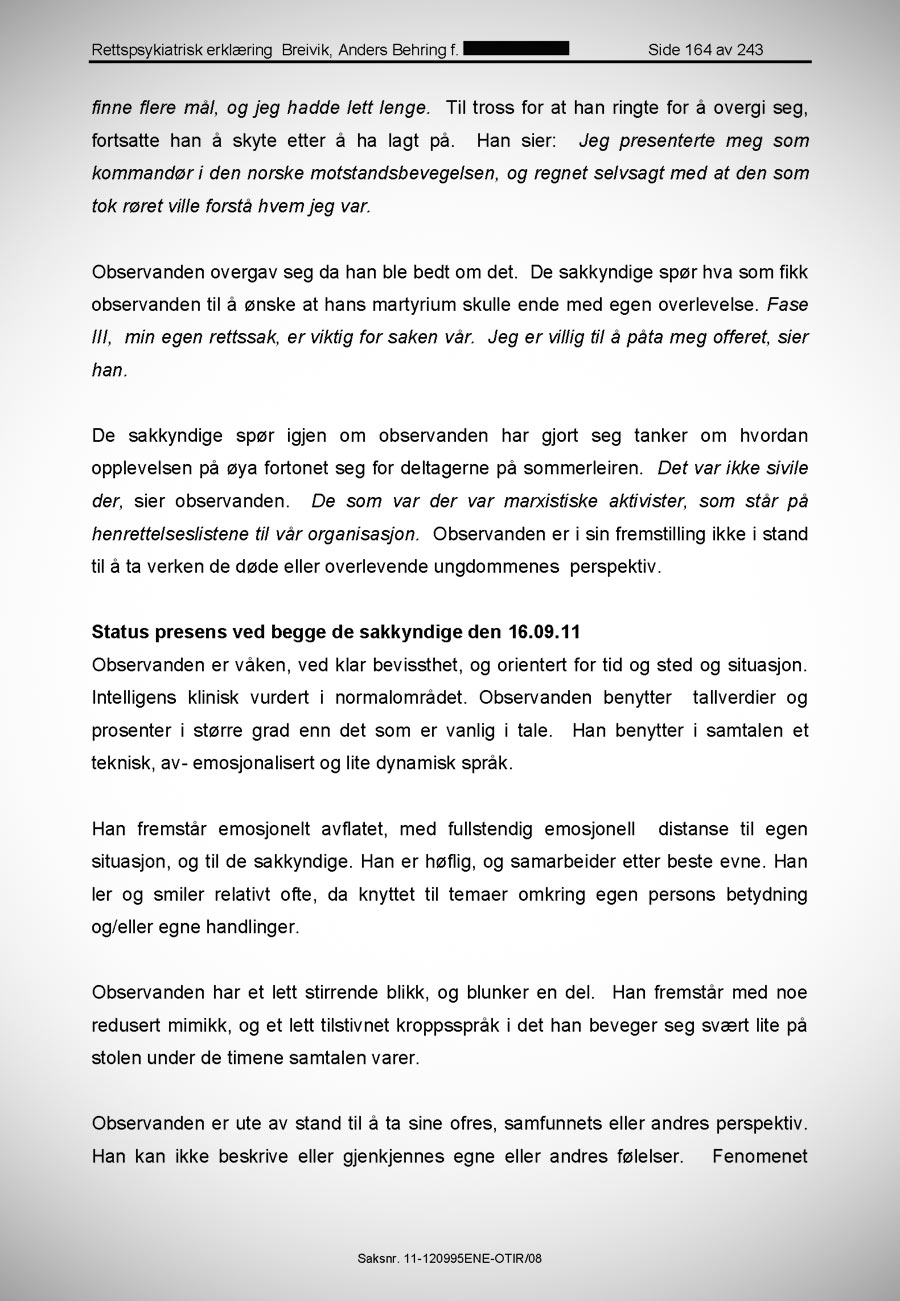 Rettspsykiatrisk erklæring  Breivik, Anders Behring f. Side 164 av 243
finne flere mål, og jeg hadde lett lenge.  Til tross for at han ringte for å overgi seg,
fortsatte han å skyte etter å ha lagt på.  Han sier:  Jeg presenterte meg som
kommandør i den norske motstandsbevegelsen, og regnet selvsagt med at den som
tok røret ville forstå hvem jeg var.
Observanden overgav seg da han ble bedt om det.  De sakkyndige spør hva som fikk
observanden til å ønske at hans martyrium skulle ende med egen overlevelse. Fase
III,  min egen rettssak, er viktig for saken vår.  Jeg er villig til å påta meg offeret, sier
han.
De sakkyndige spør igjen om observanden har gjort seg tanker om hvordan
opplevelsen på øya fortonet seg for deltagerne på sommerleiren.  Det var ikke sivile
der, sier observanden.  De som var der var marxistiske aktivister, som står på
henrettelseslistene til vår organisasjon.  Observanden er i sin fremstilling ikke i stand
til å ta verken de døde eller overlevende ungdommenes  perspektiv.
Status presens ved begge de sakkyndige den 16.09.11
Observanden er våken, ved klar bevissthet, og orientert for tid og sted og situasjon.
Intelligens klinisk vurdert i normalområdet. Observanden benytter  tallverdier og
prosenter i større grad enn det som er vanlig i tale.  Han benytter i samtalen et
teknisk, av- emosjonalisert og lite dynamisk språk.
Han fremstår emosjonelt avflatet, med fullstendig emosjonell  distanse til egen
situasjon, og til de sakkyndige. Han er høflig, og samarbeider etter beste evne. Han
ler og smiler relativt ofte, da knyttet til temaer omkring egen persons betydning
og/eller egne handlinger.
Observanden har et lett stirrende blikk, og blunker en del.  Han fremstår med noe
redusert mimikk, og et lett tilstivnet kroppsspråk i det han beveger seg svært lite på
stolen under de timene samtalen varer.
Observanden er ute av stand til å ta sine ofres, samfunnets eller andres perspektiv.
Han kan ikke beskrive eller gjenkjennes egne eller andres følelser.  Fenomenet
Saksnr. 11-120995ENE-OTIR/08